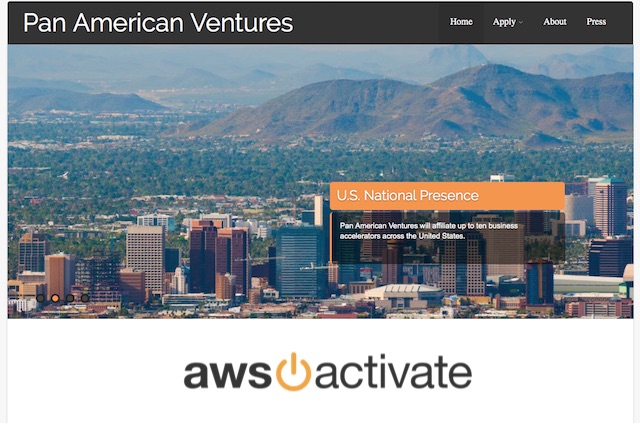 Pan American Ventures
Home Apply About Press
U.S. National Presence
Pan American Ventures will affiliate up to ten business
accelerators across the United States.
aws activate